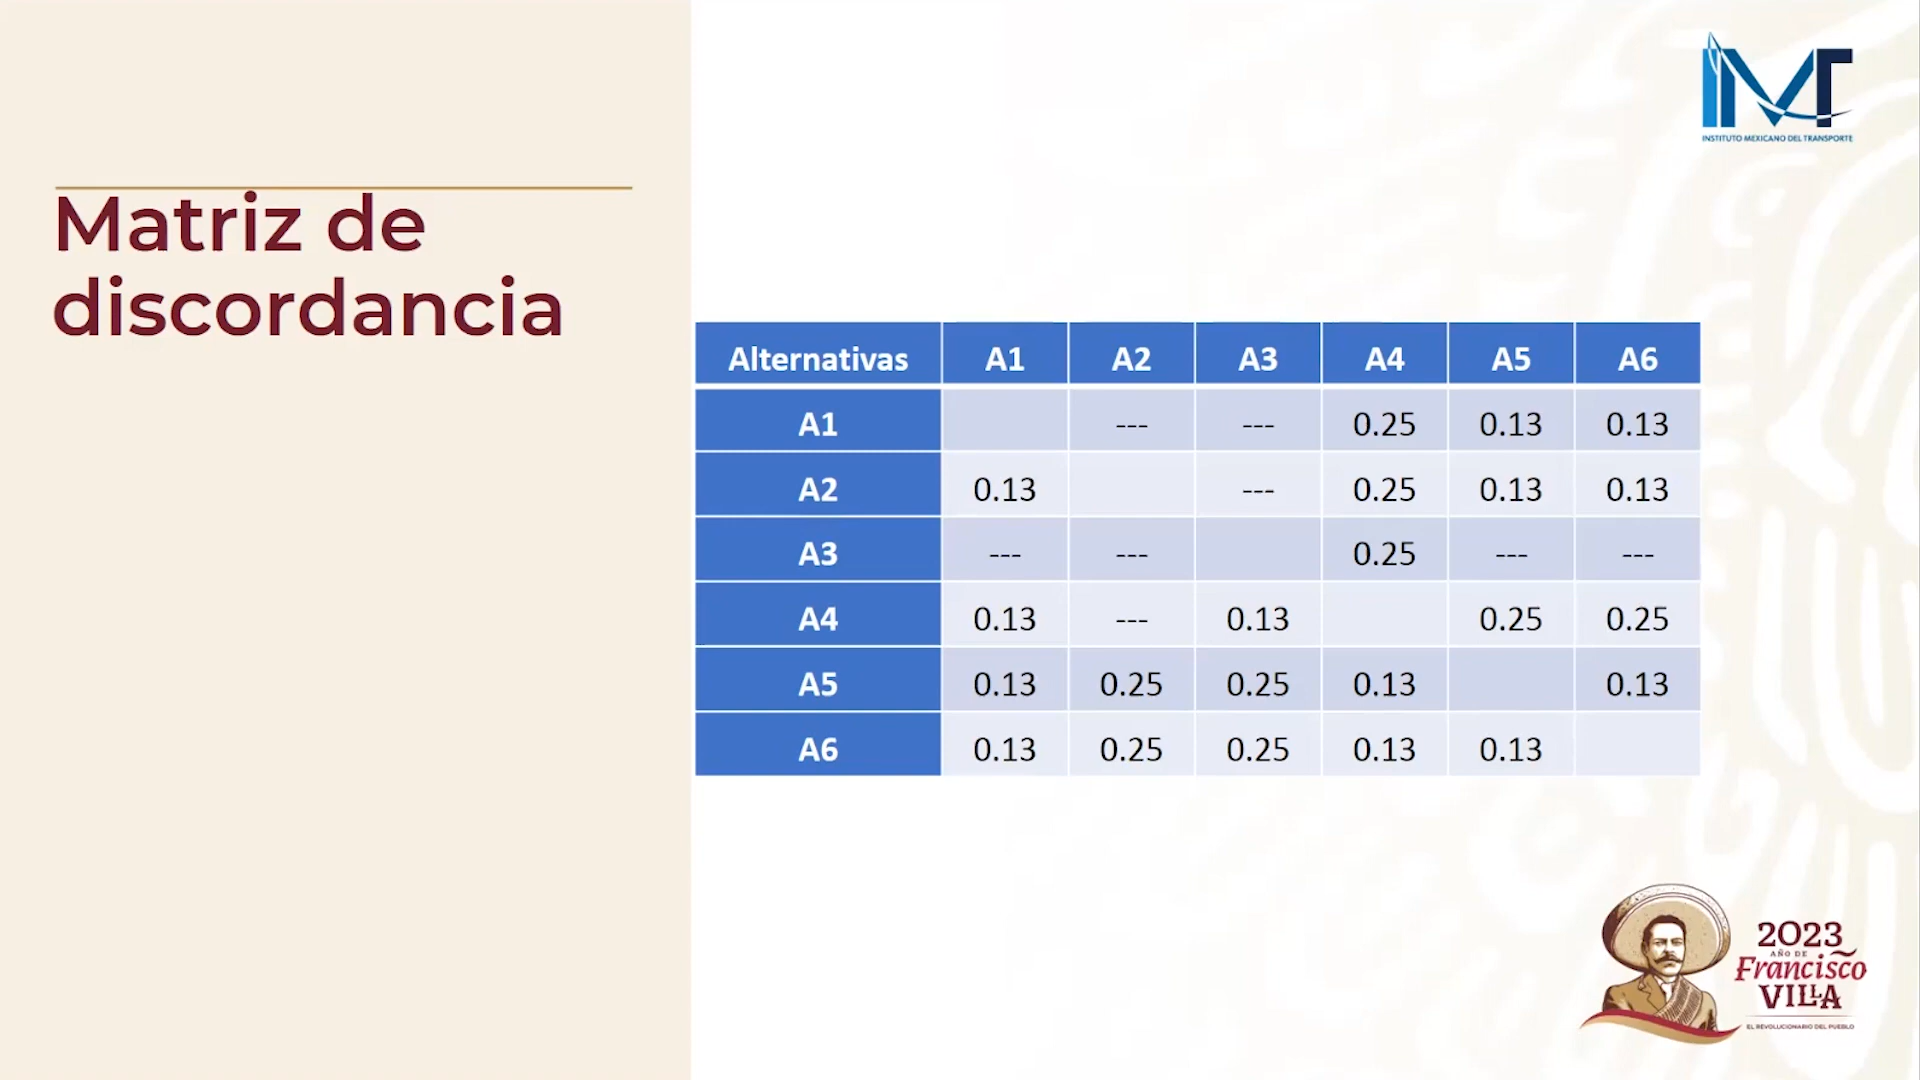 INSTITUTO MEXICANO DEL TRANSPORTE
Matriz de
discordancia
Alternativas A1 A2 A3 A4 A5 A6
A1 --- --- 0.25 0.13 0.13
A2 0.13 --- 0.25 0.13 0.13
A3 --- --- 0.25 --- ---
A4 0.13 --- 0.13 0.25 0.25
A5 0.13 0.25 0.25 0.13 0.13
A6 0.13 0.25 0.25 0.13 0.13
2023
AÑO DE
Francisco
VILLA
EL REVOLUCIONARIO DEL PUEBLO